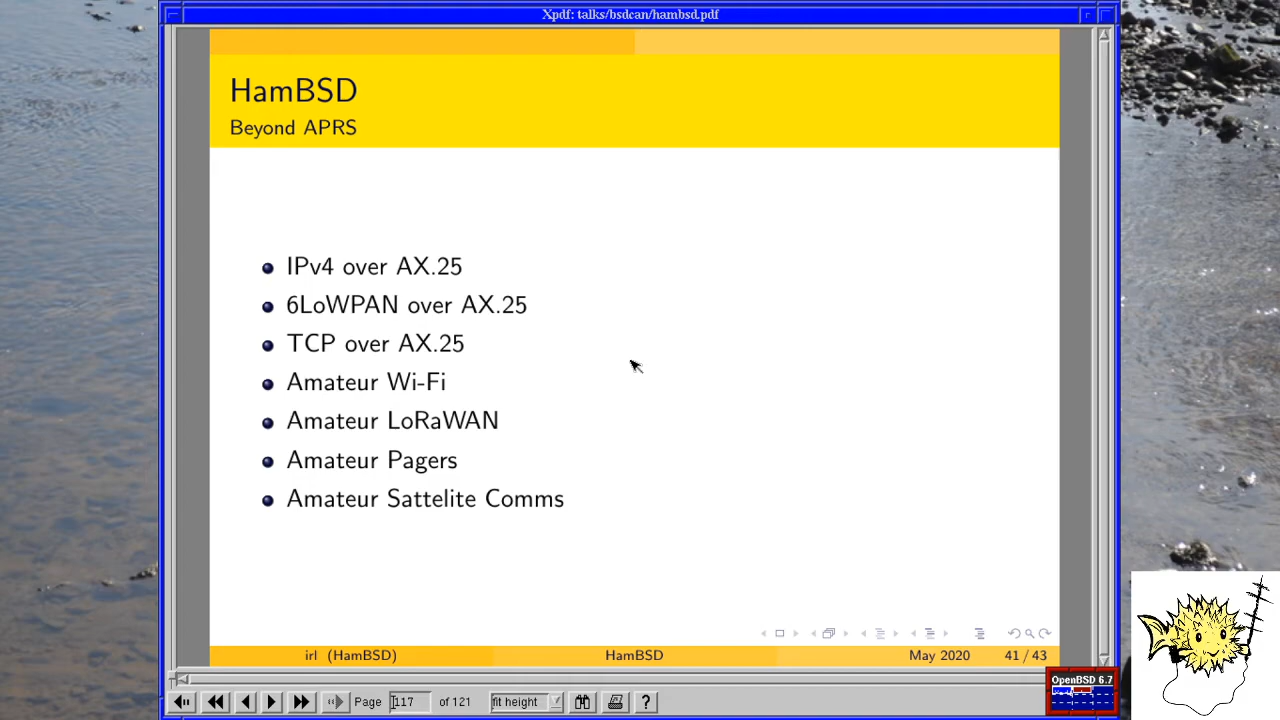 Xpdf: talks/bsdcan/hambsd.pdf
HamBSD
Beyond APRS
IPv4 over AX.25
6LoWPAN over AX.25
TCP over AX.25
Amateur Wi-Fi
Amateur LoRaWAN
Amateur Pagers
Amateur Sattelite Comms
irl (HamBSD) HamBSD May 2020 41 / 43
OpenBSD 6.7
Page 117 of 121 fit height ?